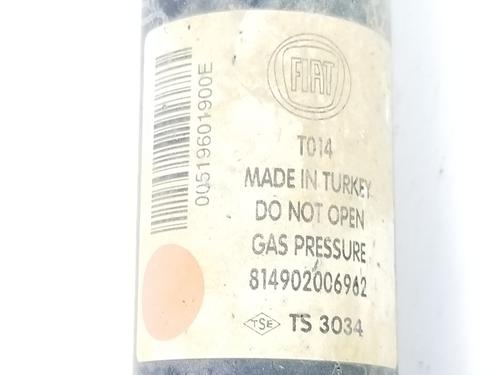 FIAT
T014
MADE IN TURKEY
DO NOT OPEN
GAS PRESSURE
814902006962
TSE TS 3034
00519601900E